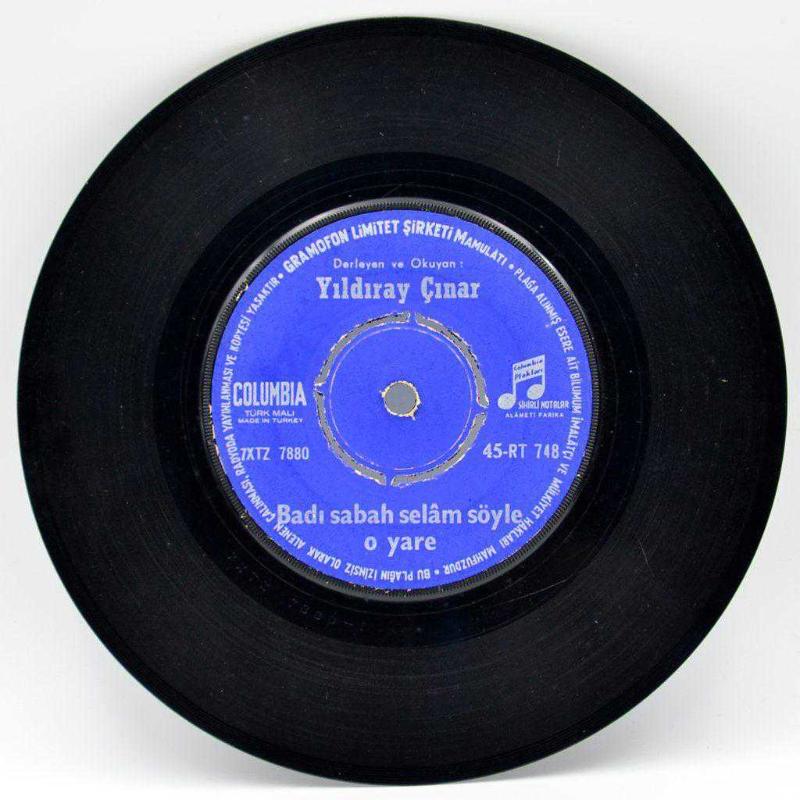 GRAMOFON LİMİTET ŞİRKETİ MAMULATI • PLAĞA ALINMIŞ ESERE AİT BİLUMUM İMALATÇI VE MÜLKİYET HAKLARI MAHFUZDUR • BU PLAĞIN İZİNSİZ OLARAK ALENEN ÇALINMASI, RADYODA YAYINLANMASI VE KOPYESİ YASAKTIR •
Derleyen ve Okuyan :
Yıldıray Çınar
COLUMBIA
TÜRK MALI
MADE IN TURKEY
Columbia
Plakları
SİHİRLİ NOTALAR
ALÂMETİ FARİKA
7XTZ 7880
45-RT 748
Badı sabah selâm söyle
o yare